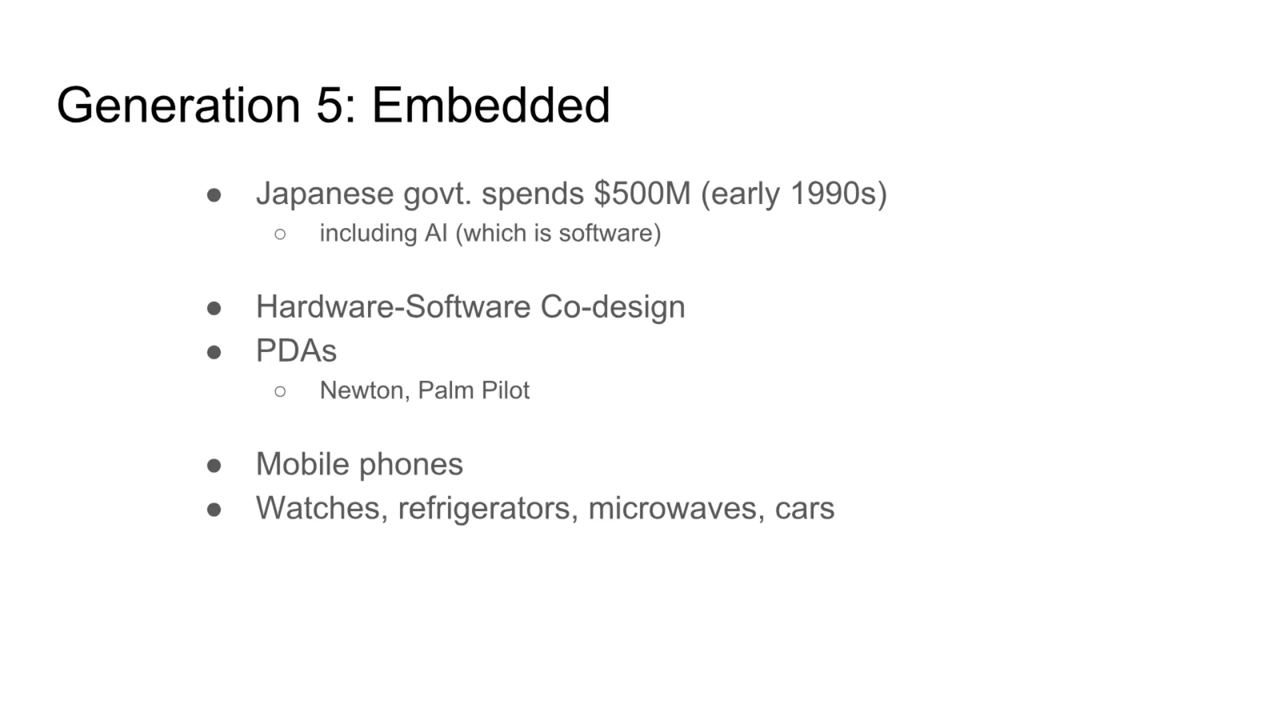 Generation 5: Embedded
● Japanese govt. spends $500M (early 1990s)
○ including AI (which is software)
● Hardware-Software Co-design
● PDAs
○ Newton, Palm Pilot
● Mobile phones
● Watches, refrigerators, microwaves, cars